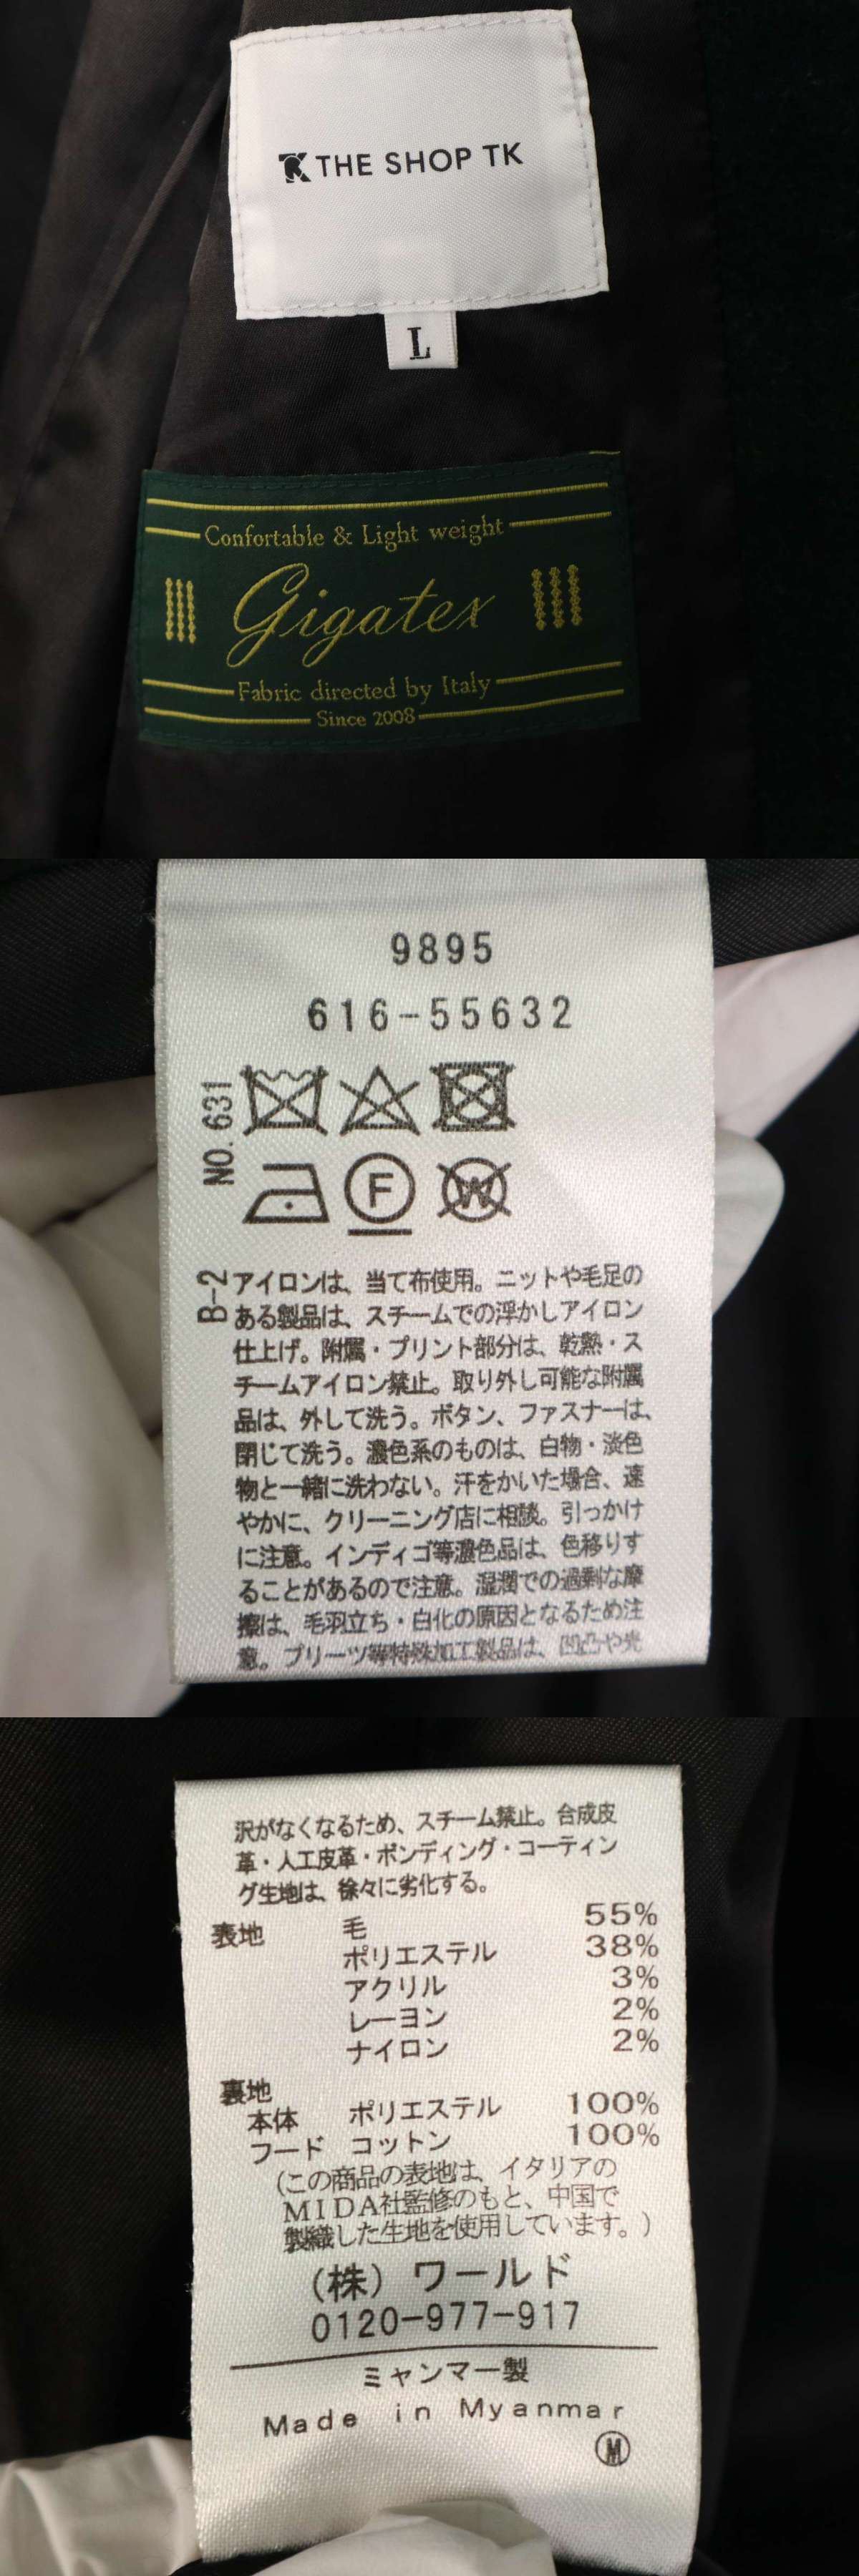 TK THE SHOP TK
L
Confortable & Light weight
Gigatex
Fabric directed by Italy
Since 2008
9895
616-55632
NO. 631
F
W
B-2
アイロンは、当て布使用。ニットや毛足の
ある製品は、スチームでの浮かしアイロン
仕上げ。附属・プリント部分は、乾熱・ス
チームアイロン禁止。取り外し可能な附属
品は、外して洗う。ボタン、ファスナーは、
閉じて洗う。濃色系のものは、白物・淡色
物と一緒に洗わない。汗をかいた場合、速
やかに、クリーニング店に相談。引っかけ
に注意。インディゴ等濃色品は、色移りす
ることがあるので注意。湿潤での過剰な摩
擦は、毛羽立ち・白化の原因となるため注
意。プリーツ等特殊加工製品は、凹凸や光
沢がなくなるため、スチーム禁止。合成皮
革・人工皮革・ボンディング・コーティン
グ生地は、徐々に劣化する。
表地 毛 55%
ポリエステル 38%
アクリル 3%
レーヨン 2%
ナイロン 2%
裏地
本体 ポリエステル 100%
フード コットン 100%
(この商品の表地は、イタリアの
MIDA社監修のもと、中国で
製織した生地を使用しています。)
(株)ワールド
0120-977-917
ミャンマー製
Made in Myanmar
Ⓜ